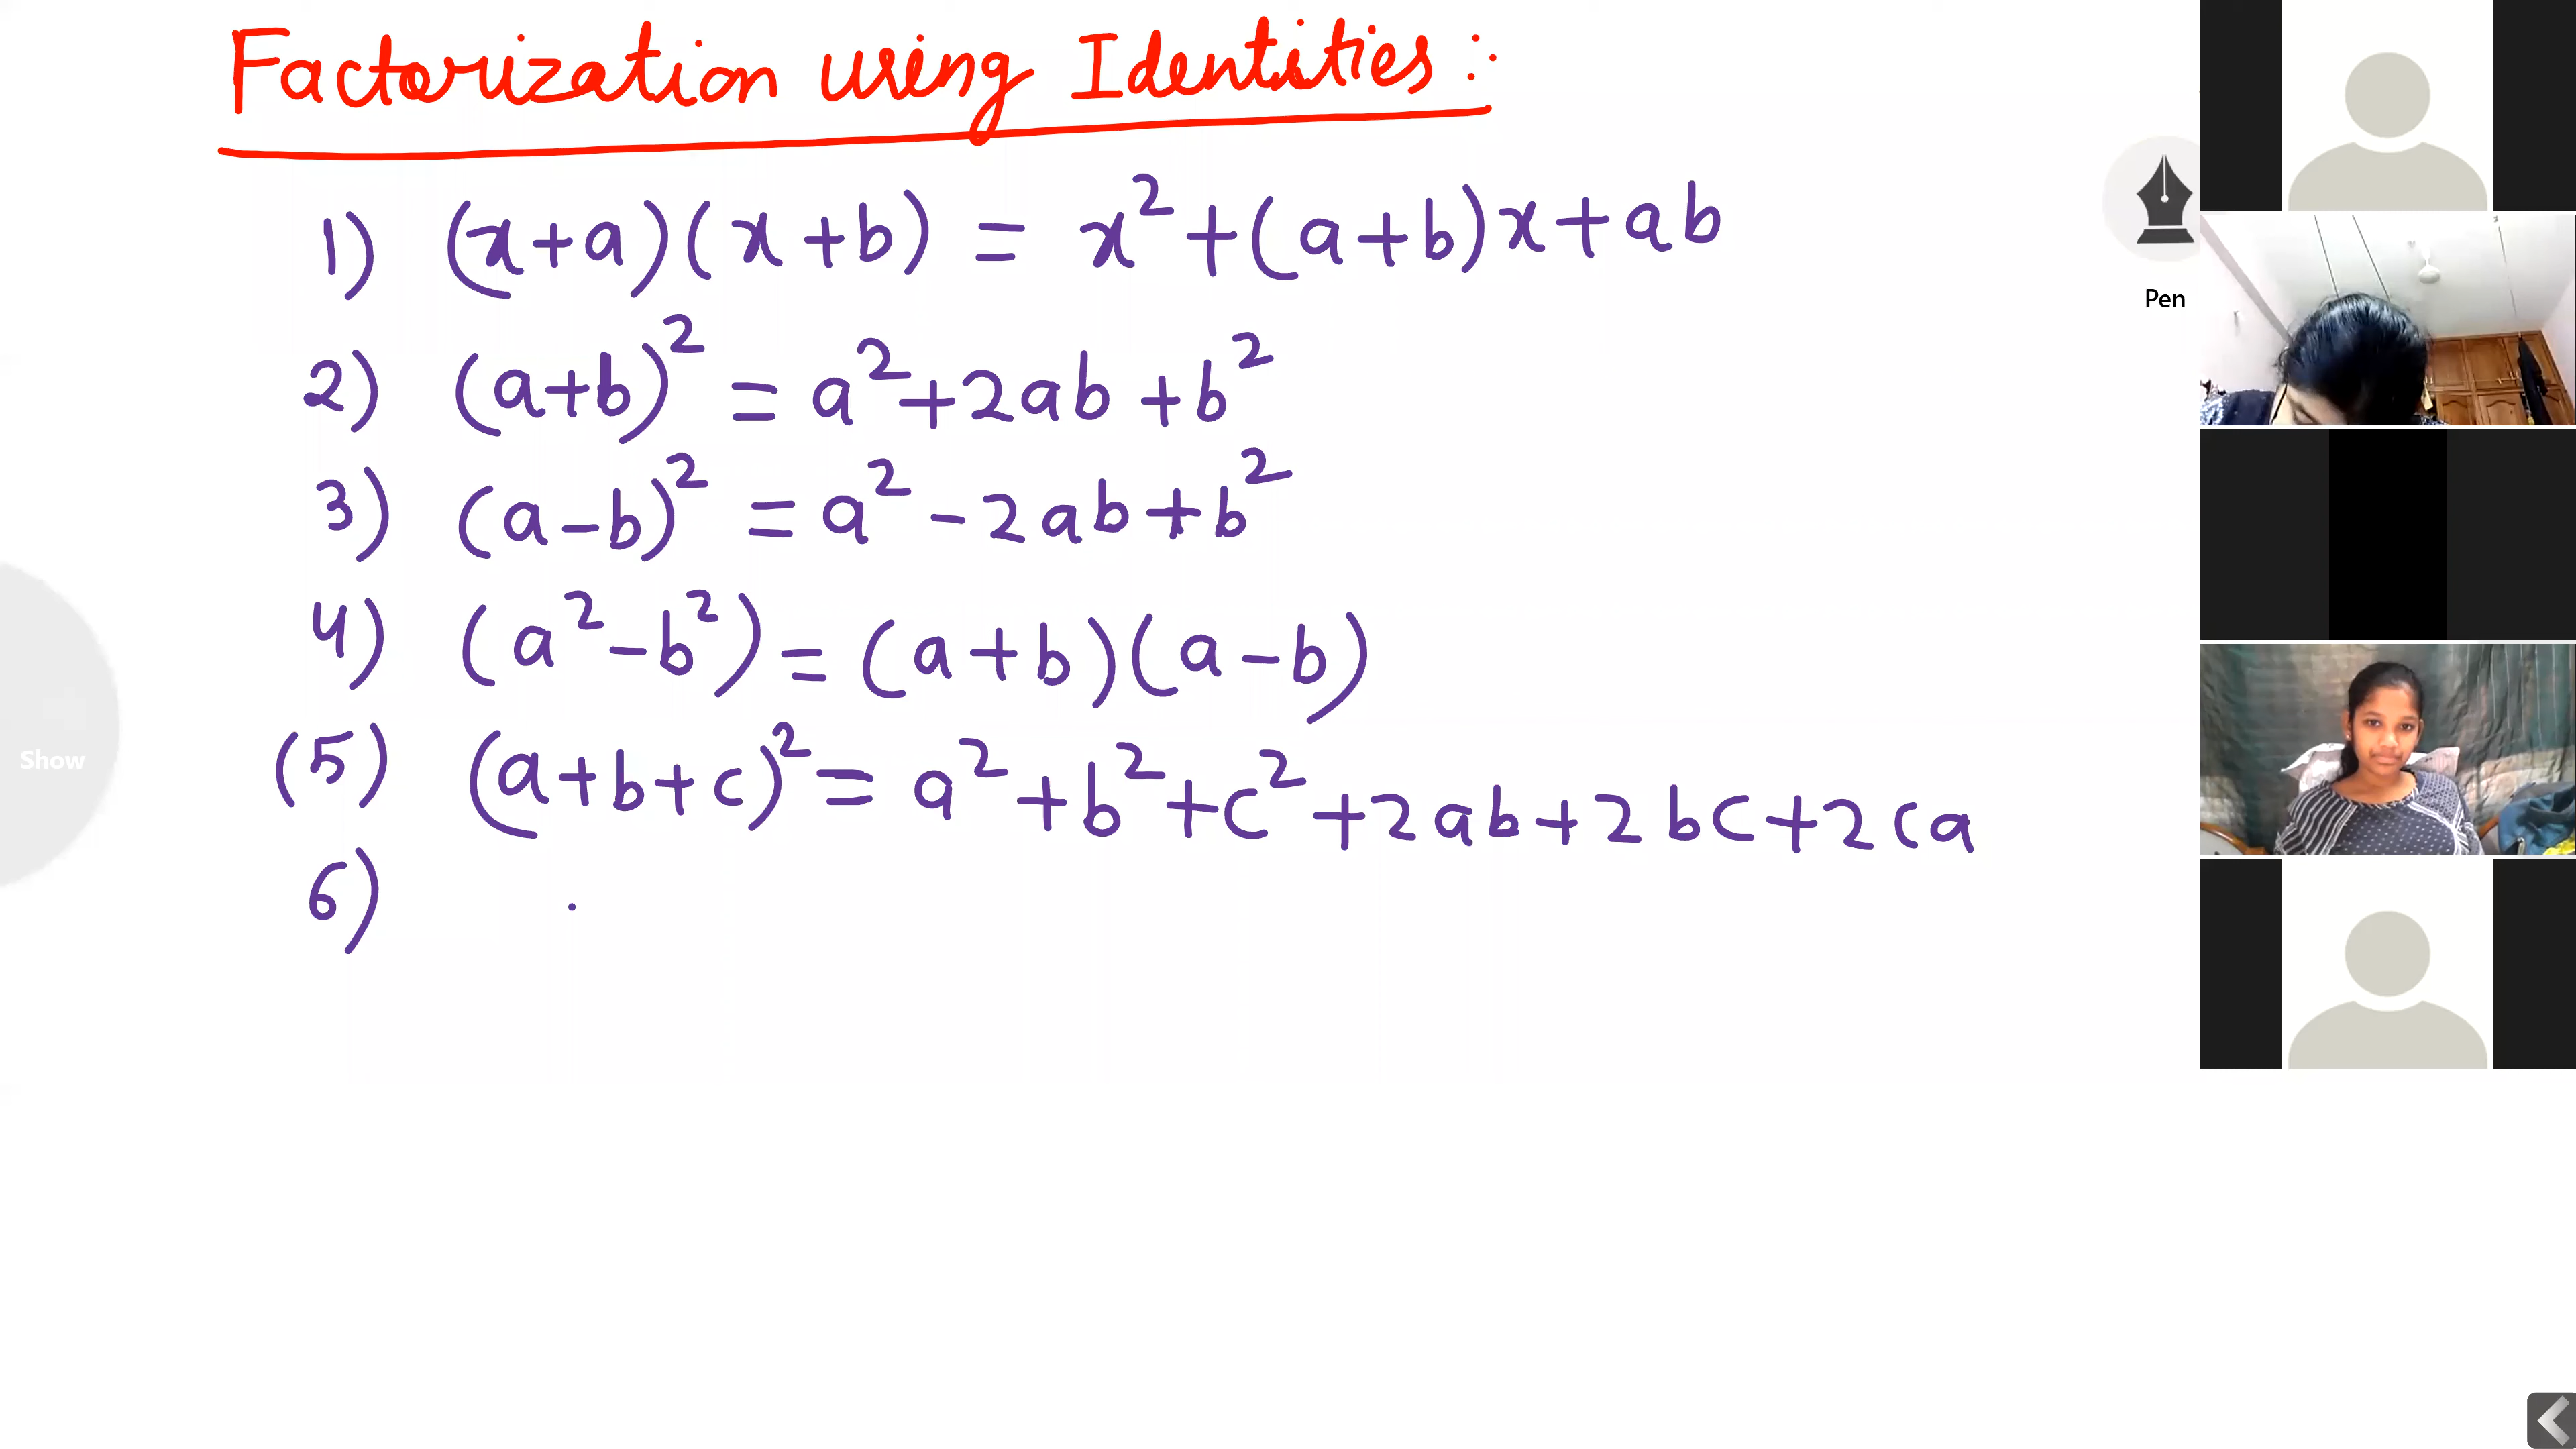 Factorization using Identities :
1) (x+a)(x+b) = x²+(a+b)x+ab
Pen
2) (a+b)² = a²+2ab+b²
3) (a-b)² = a²-2ab+b²
4) (a²-b²) = (a+b)(a-b)
(5) (a+b+c)² = a²+b²+c²+2ab+2bc+2ca
Show
6)